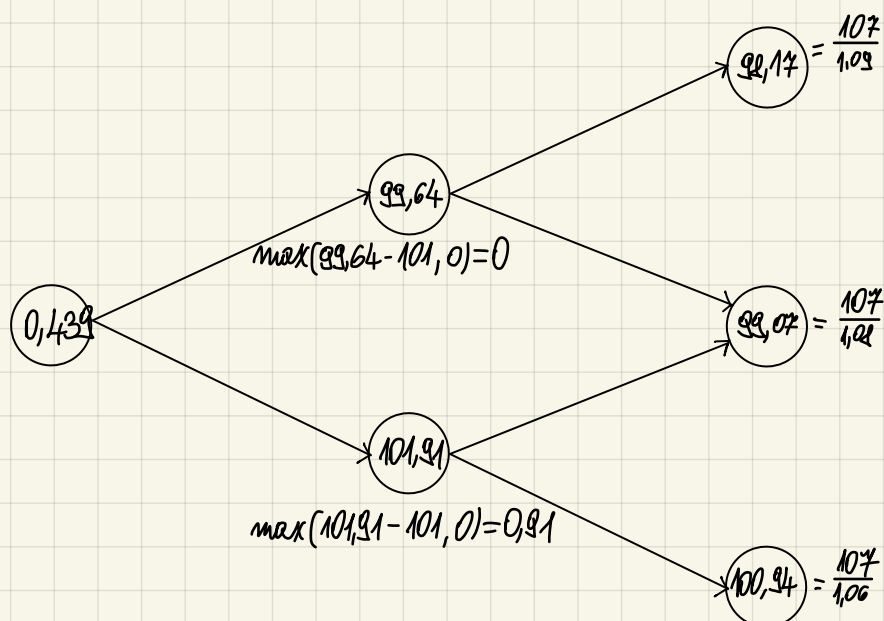 98,17 = 107/1,09
99,64
max(99,64-101, 0)=0
0,439
99,07 = 107/1,08
101,91
max(101,91-101, 0)=0,91
100,94 = 107/1,06